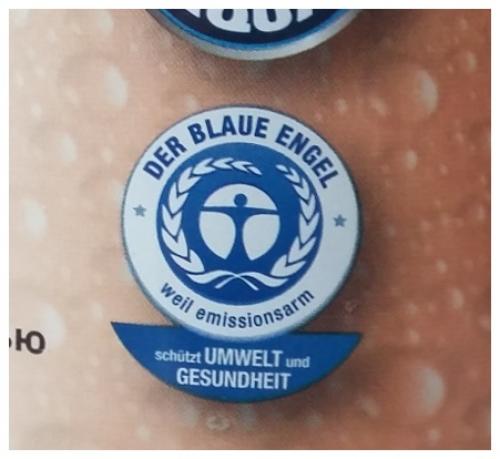 DER BLAUE ENGEL
weil emissionsarm
schützt UMWELT und
GESUNDHEIT